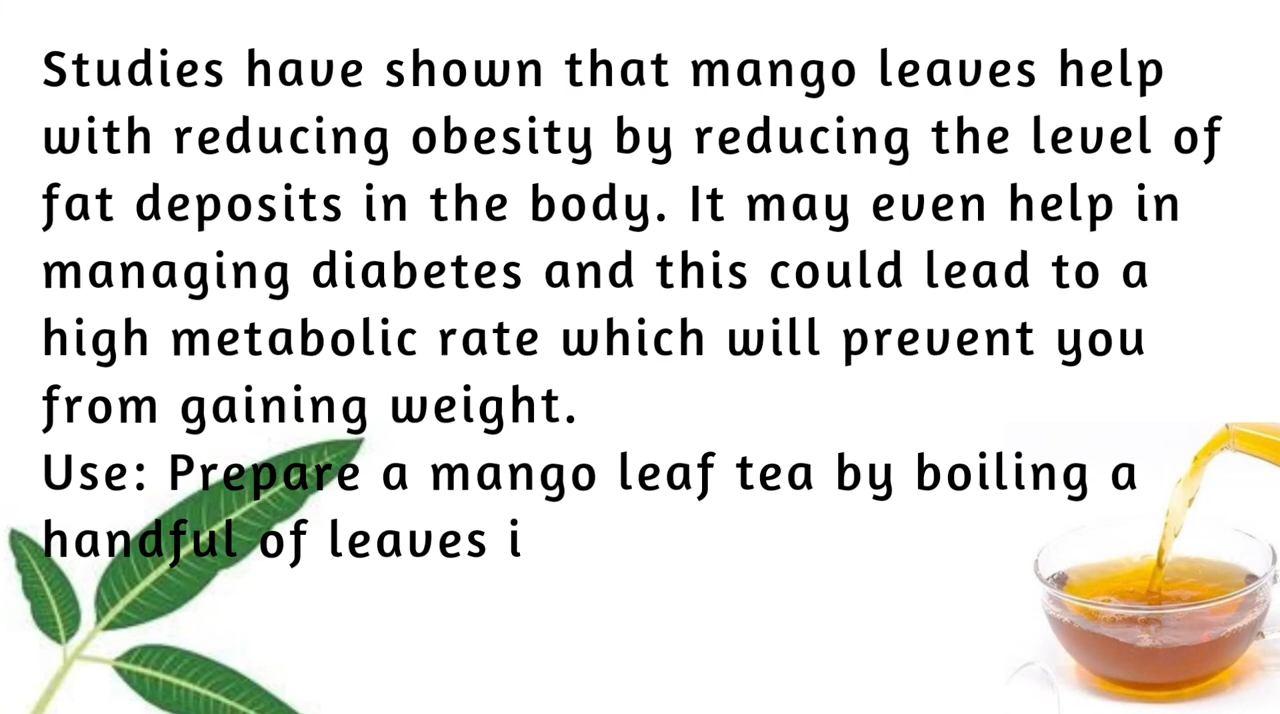 Studies have shown that mango leaves help
with reducing obesity by reducing the level of
fat deposits in the body. It may even help in
managing diabetes and this could lead to a
high metabolic rate which will prevent you
from gaining weight.
Use: Prepare a mango leaf tea by boiling a
handful of leaves i